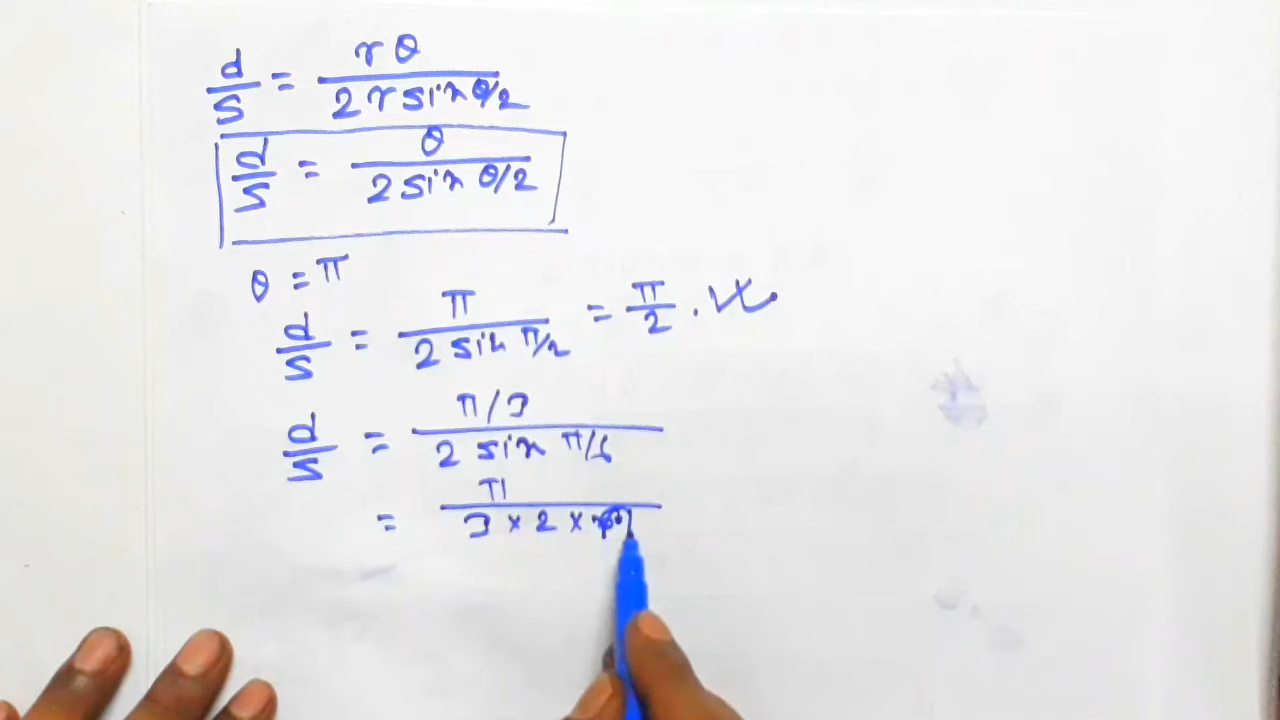 d/s = rθ / 2r sin θ/2
d/s = θ / 2 sin θ/2
θ = π
d/s = π / 2 sin π/2 = π/2 .
d/s = π/3 / 2 sin π/6
= π / 3 × 2 ×